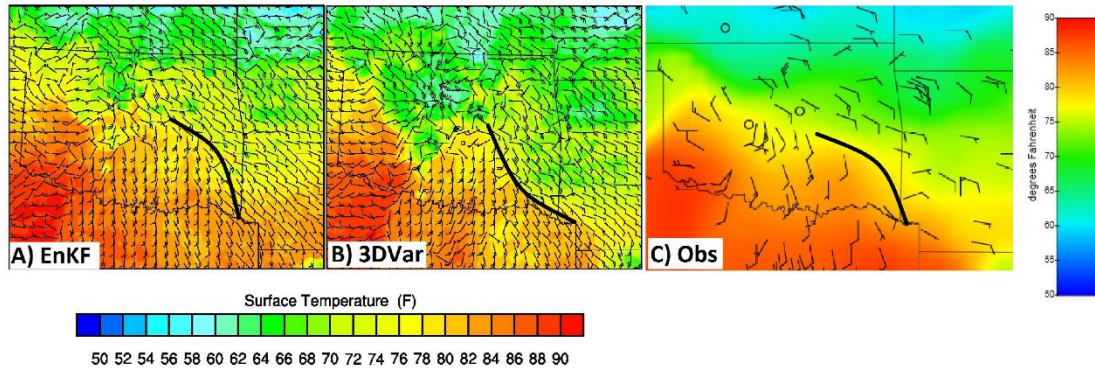 A) EnKF
B) 3DVar
C) Obs
90
85
80
75
70
65
60
55
50
degrees Fahrenheit
Surface Temperature (F)
50 52 54 56 58 60 62 64 66 68 70 72 74 76 78 80 82 84 86 88 90